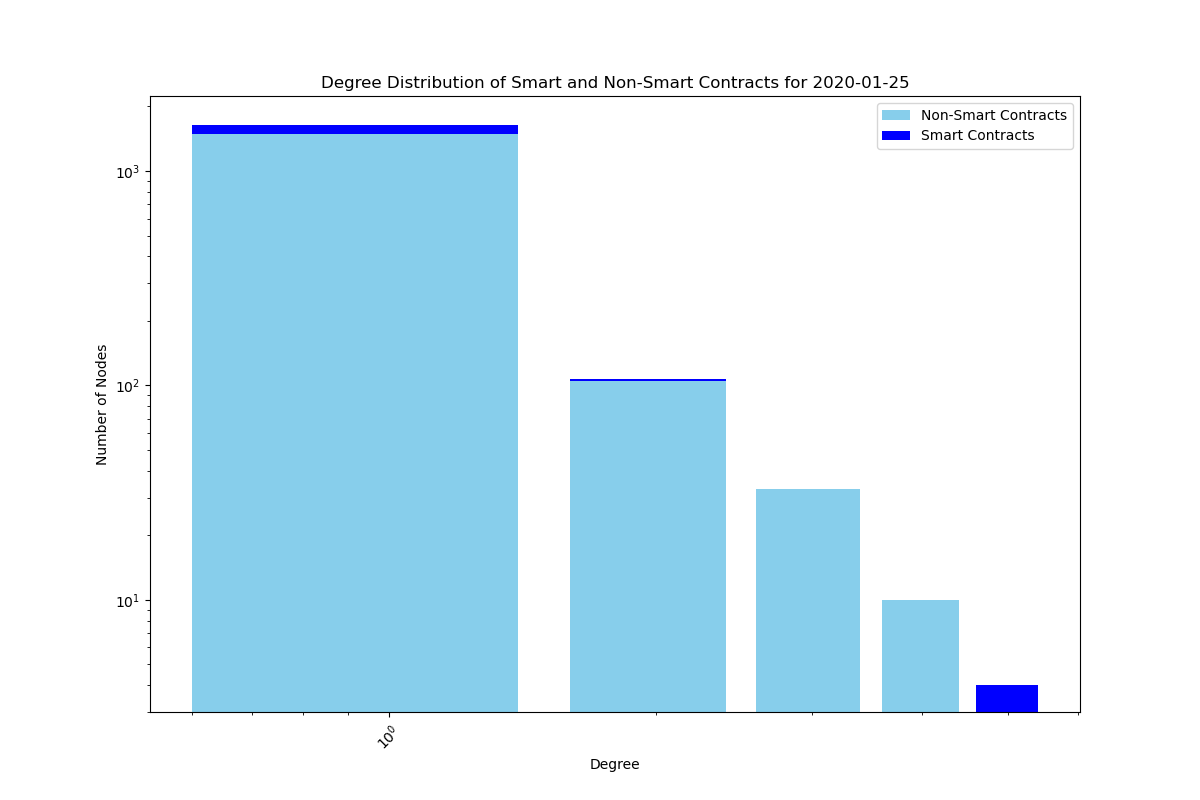 Degree Distribution of Smart and Non-Smart Contracts for 2020-01-25
Non-Smart Contracts
Smart Contracts
10³
10²
10¹
Number of Nodes
10⁰
Degree